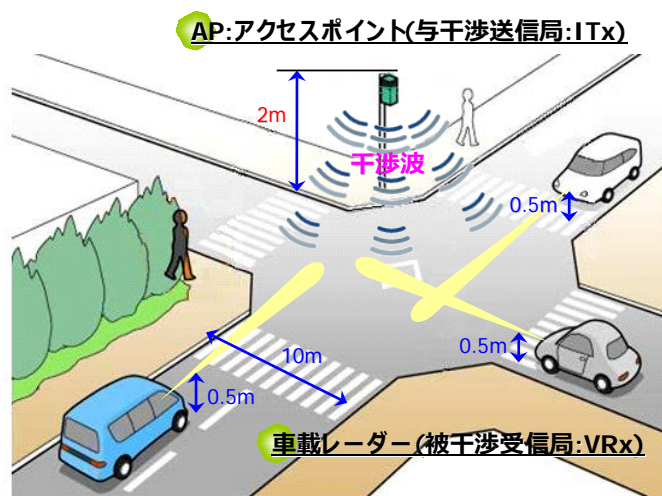 AP:アクセスポイント(与干渉送信局:ITx)
2m
干渉波
0.5m
10m
0.5m
0.5m
車載レーダー(被干渉受信局:VRx)